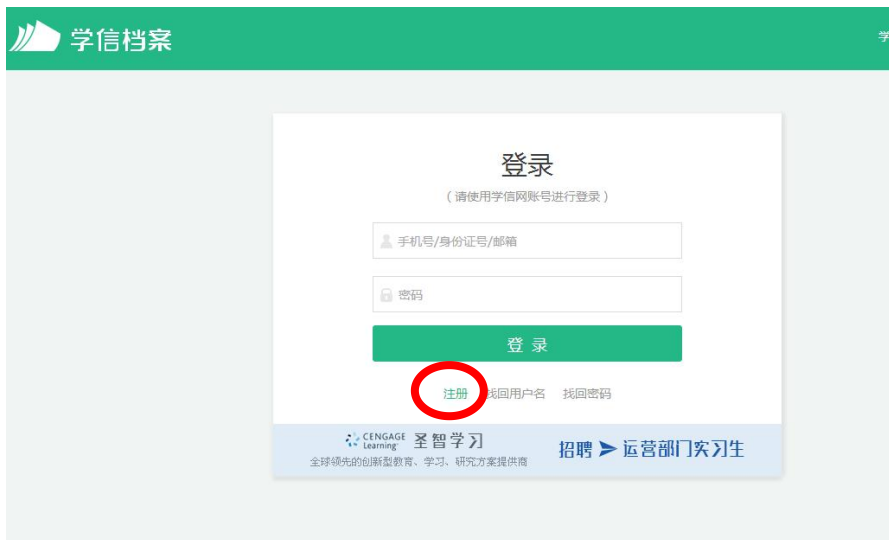 学信档案
学
登录
（请使用学信网账号进行登录）
手机号/身份证号/邮箱
密码
登 录
注册 找回用户名 找回密码
CENGAGE Learning 圣智学习
全球领先的创新型教育、学习、研究方案提供商
招聘 ➤ 运营部门实习生